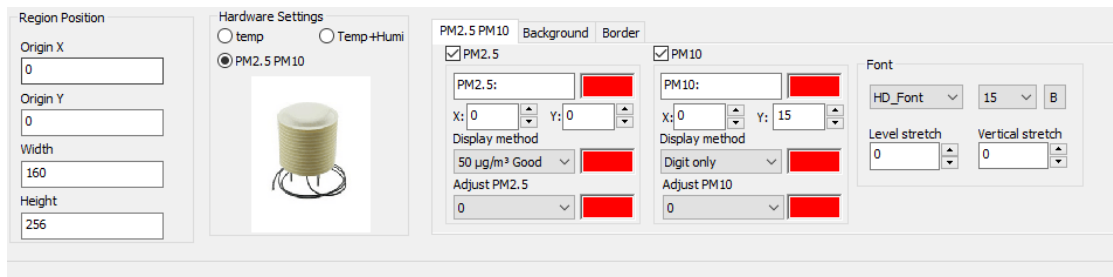 Region Position
Origin X
0
Origin Y
0
Width
160
Height
256
Hardware Settings
temp
Temp+Humi
PM2.5 PM10
PM2.5 PM10
Background
Border
PM2.5
PM2.5:
X: 0
Y: 0
Display method
50 μg/m³ Good
Adjust PM2.5
0
PM10
PM10:
X: 0
Y: 15
Display method
Digit only
Adjust PM10
0
Font
HD_Font
15
B
Level stretch
0
Vertical stretch
0